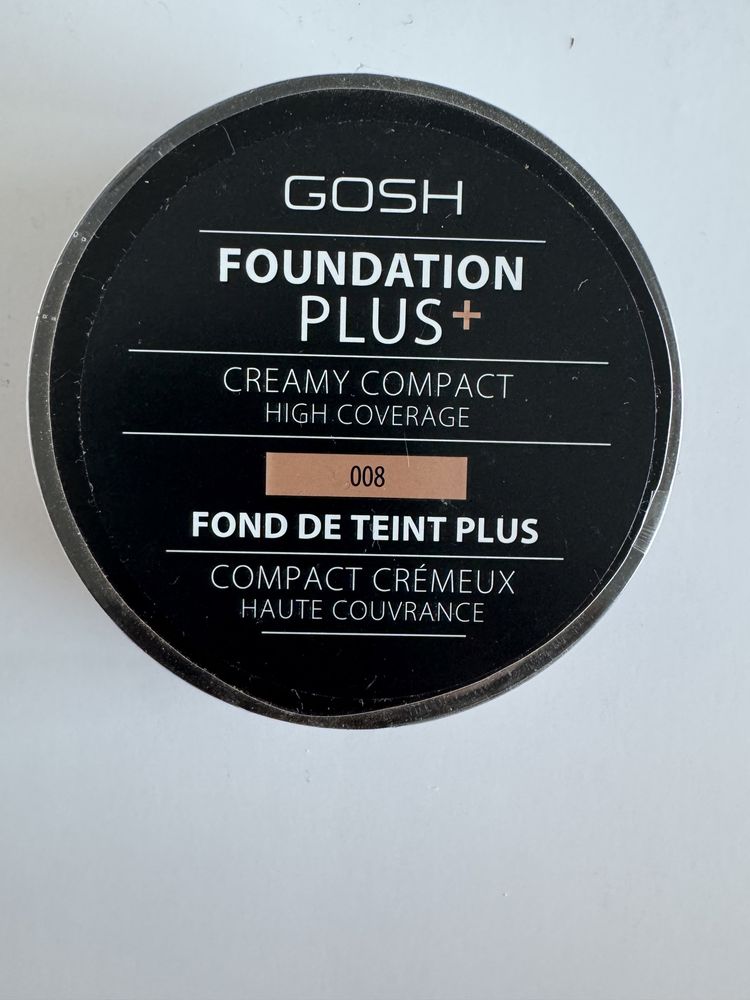 GOSH
FOUNDATION
PLUS+
CREAMY COMPACT
HIGH COVERAGE
008
FOND DE TEINT PLUS
COMPACT CRÉMEUX
HAUTE COUVRANCE